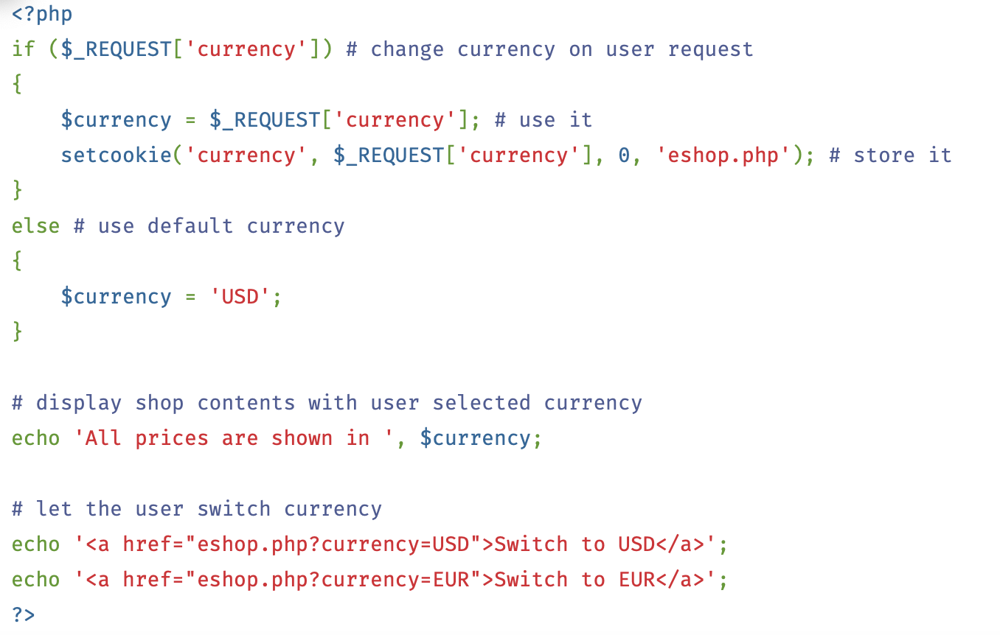 <?php
if ($_REQUEST['currency']) # change currency on user request
{
    $currency = $_REQUEST['currency']; # use it
    setcookie('currency', $_REQUEST['currency'], 0, 'eshop.php'); # store it
}
else # use default currency
{
    $currency = 'USD';
}

# display shop contents with user selected currency
echo 'All prices are shown in ', $currency;

# let the user switch currency
echo '<a href="eshop.php?currency=USD">Switch to USD</a>';
echo '<a href="eshop.php?currency=EUR">Switch to EUR</a>';
?>